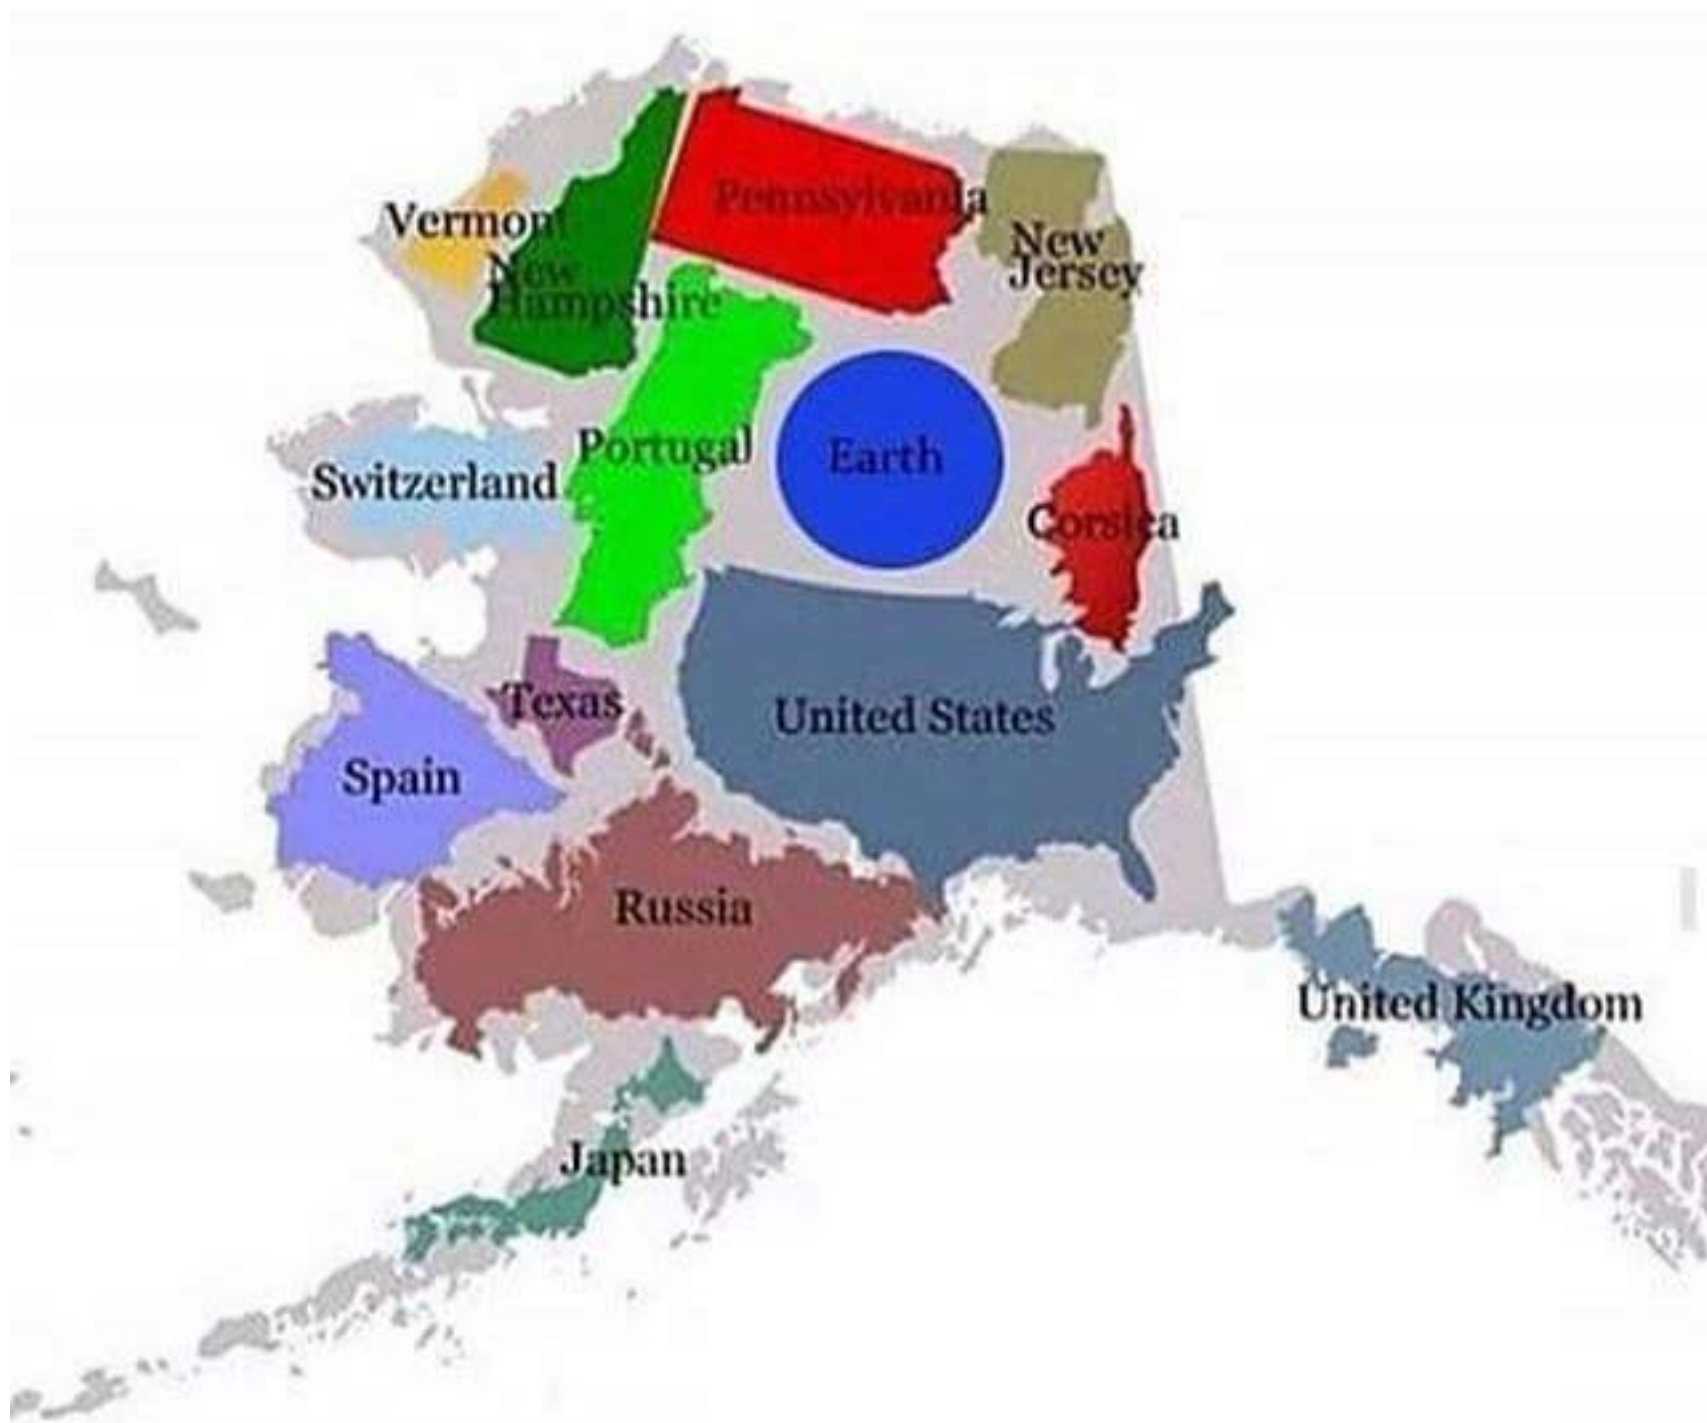 Pennsylvania
Vermont
New
Jersey
New
Hampshire
Portugal
Earth
Switzerland
Corsica
Texas
United States
Spain
Russia
United Kingdom
Japan